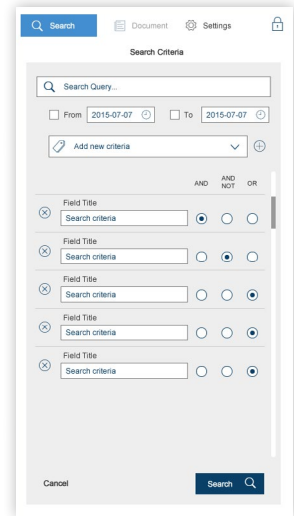 Search Document Settings
Search Criteria
Search Query...
From 2015-07-07 To 2015-07-07
Add new criteria
AND AND NOT OR
Field Title
Search criteria
Field Title
Search criteria
Field Title
Search criteria
Field Title
Search criteria
Field Title
Search criteria
Cancel Search